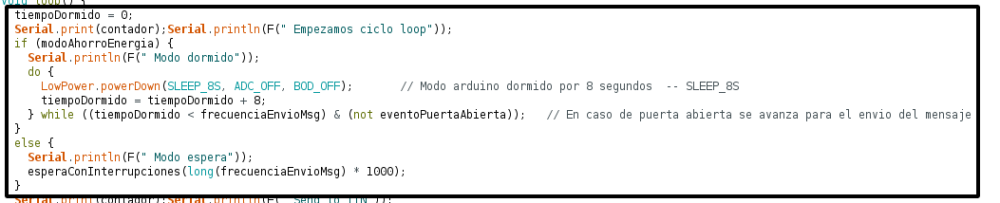 void loop() {
tiempoDormido = 0;
Serial.print(contador);Serial.println(F(" Empezamos ciclo loop"));
if (modoAhorroEnergia) {
Serial.println(F(" Modo dormido"));
do {
LowPower.powerDown(SLEEP_8S, ADC_OFF, BOD_OFF); // Modo arduino dormido por 8 segundos -- SLEEP_8S
tiempoDormido = tiempoDormido + 8;
} while ((tiempoDormido < frecuenciaEnvioMsg) & (not eventoPuertaAbierta)); // En caso de puerta abierta se avanza para el envio del mensaje
}
else {
Serial.println(F(" Modo espera"));
esperaConInterrupciones(long(frecuenciaEnvioMsg) * 1000);
}
Serial.print(contador);Serial.println(F(" Send to TTN"));